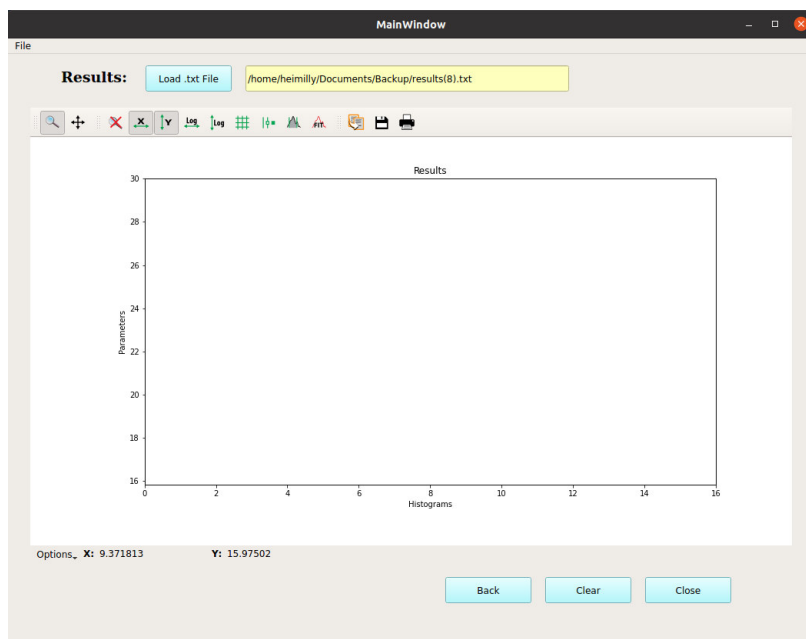 MainWindow
File
Results:
Load .txt File
/home/heimilly/Documents/Backup/results(8).txt
X
Y
Log
Log
FIT
Results
30
28
26
24
22
20
18
16
Parameters
0 2 4 6 8 10 12 14 16
Histograms
Options
X: 9.371813
Y: 15.97502
Back
Clear
Close